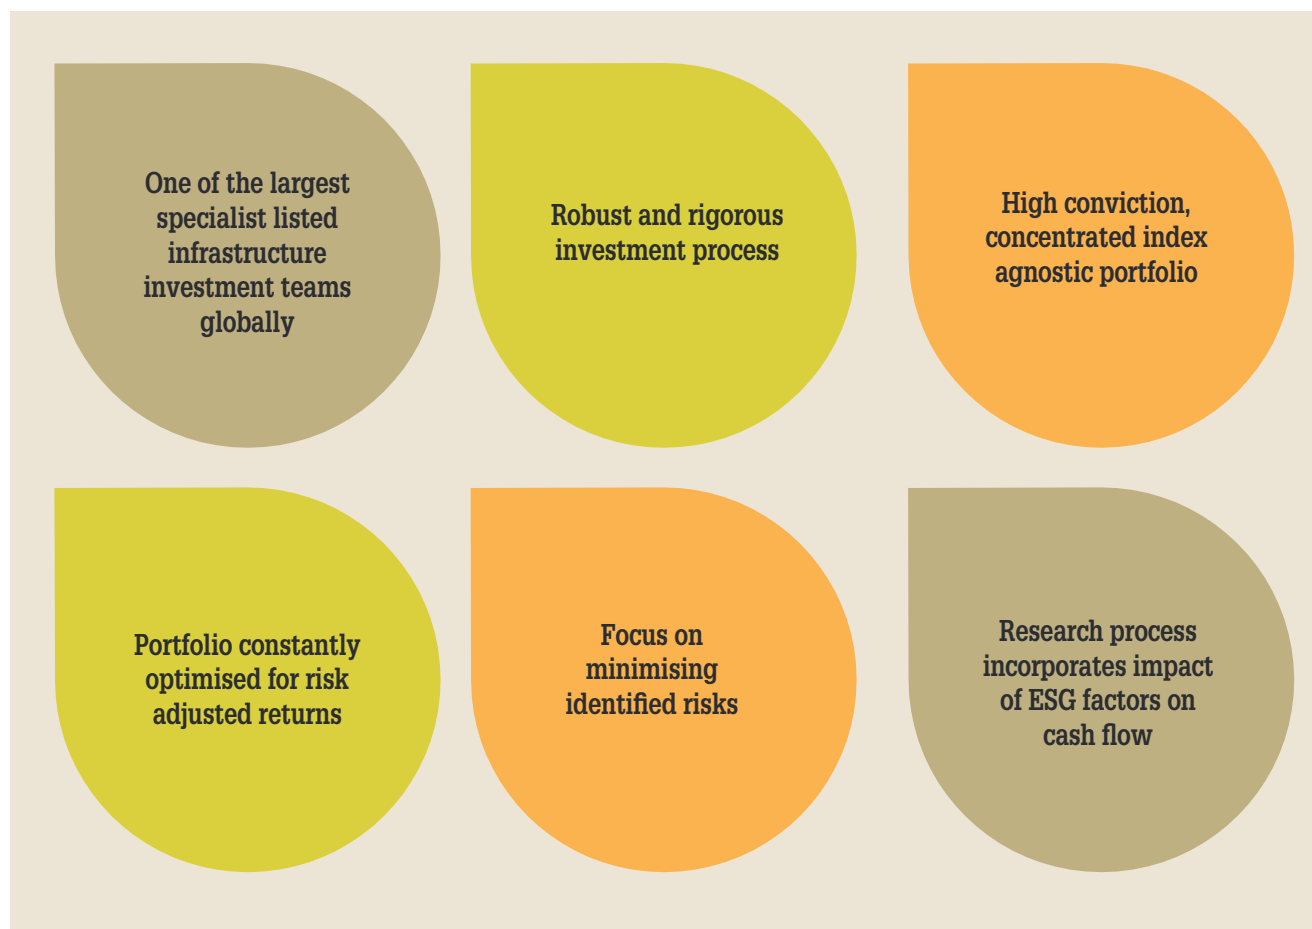 One of the largest
specialist listed
infrastructure
investment teams
globally
Robust and rigorous
investment process
High conviction,
concentrated index
agnostic portfolio
Portfolio constantly
optimised for risk
adjusted returns
Focus on
minimising
identified risks
Research process
incorporates impact
of ESG factors on
cash flow